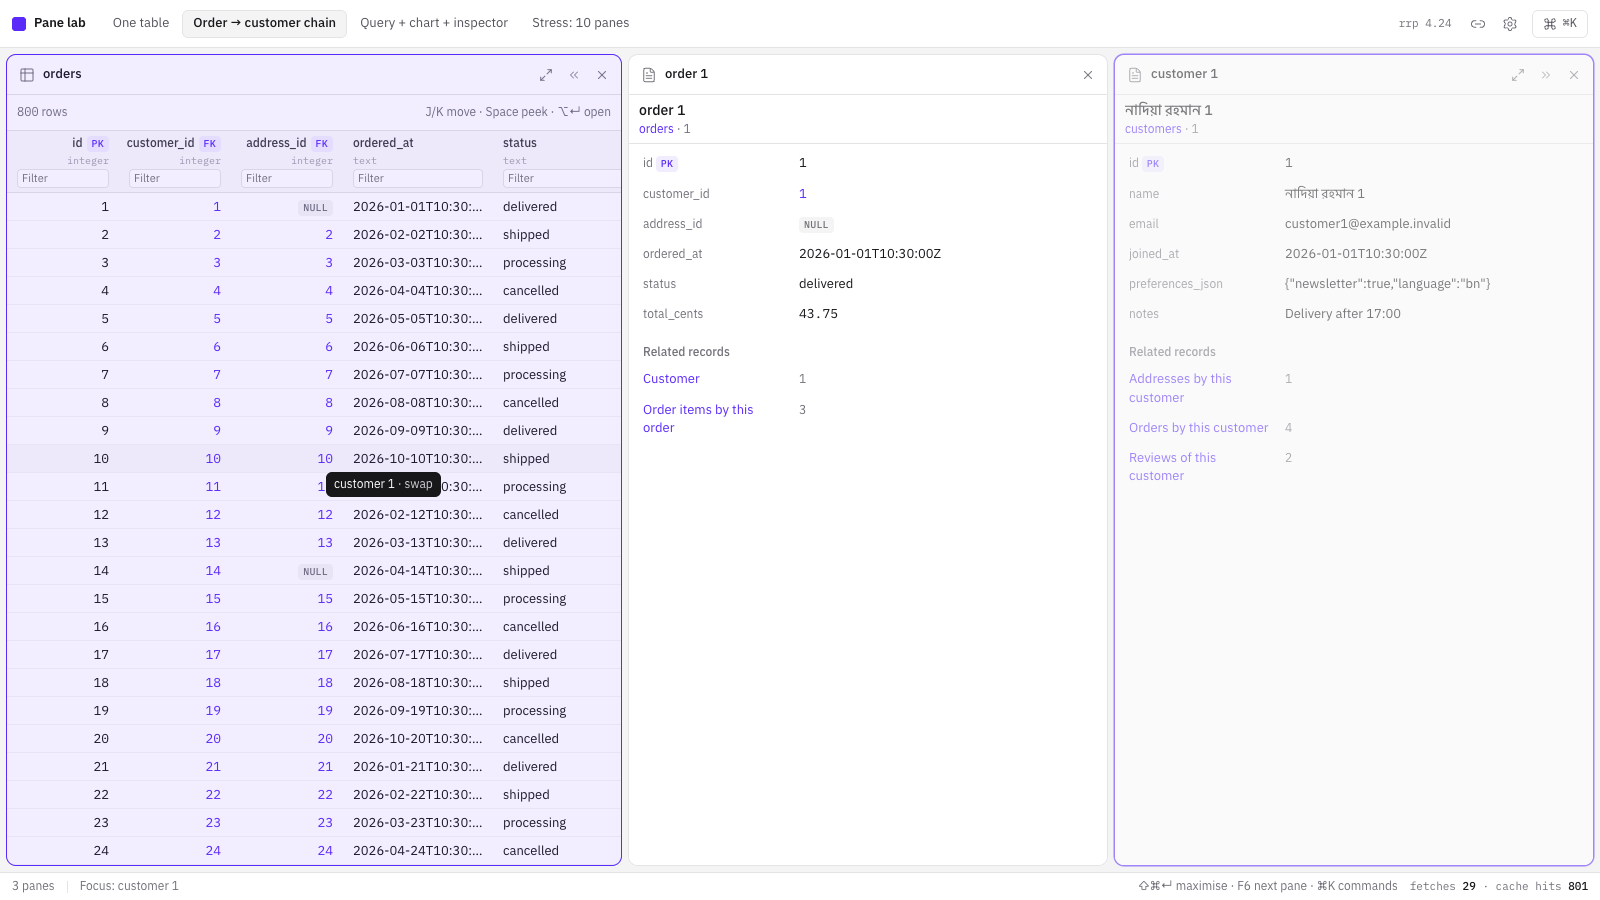 Pane lab One table Order → customer chain Query + chart + inspector Stress: 10 panes rrp 4.24 ⌘ ⌘K
orders
800 rows J/K move · Space peek · ⌥↵ open
id PK customer_id FK address_id FK ordered_at status
integer integer integer text text
Filter Filter Filter Filter Filter
1 1 NULL 2026-01-01T10:30:... delivered
2 2 2 2026-02-02T10:30:... shipped
3 3 3 2026-03-03T10:30:... processing
4 4 4 2026-04-04T10:30:... cancelled
5 5 5 2026-05-05T10:30:... delivered
6 6 6 2026-06-06T10:30:... shipped
7 7 7 2026-07-07T10:30:... processing
8 8 8 2026-08-08T10:30:... cancelled
9 9 9 2026-09-09T10:30:... delivered
10 10 10 2026-10-10T10:30:... shipped
11 11 1 0:30:... processing
customer 1 · swap
12 12 12 2026-02-12T10:30:... cancelled
13 13 13 2026-03-13T10:30:... delivered
14 14 NULL 2026-04-14T10:30:... shipped
15 15 15 2026-05-15T10:30:... processing
16 16 16 2026-06-16T10:30:... cancelled
17 17 17 2026-07-17T10:30:... delivered
18 18 18 2026-08-18T10:30:... shipped
19 19 19 2026-09-19T10:30:... processing
20 20 20 2026-10-20T10:30:... cancelled
21 21 21 2026-01-21T10:30:... delivered
22 22 22 2026-02-22T10:30:... shipped
23 23 23 2026-03-23T10:30:... processing
24 24 24 2026-04-24T10:30:... cancelled
order 1
order 1
orders · 1
id PK 1
customer_id 1
address_id NULL
ordered_at 2026-01-01T10:30:00Z
status delivered
total_cents 43.75
Related records
Customer 1
Order items by this 3
order
customer 1
নাদিয়া রহমান 1
customers · 1
id PK 1
name নাদিয়া রহমান 1
email customer1@example.invalid
joined_at 2026-01-01T10:30:00Z
preferences_json {"newsletter":true,"language":"bn"}
notes Delivery after 17:00
Related records
Addresses by this 1
customer
Orders by this customer 4
Reviews of this 2
customer
3 panes Focus: customer 1 ⇧⌘↵ maximise · F6 next pane · ⌘K commands fetches 29 · cache hits 801